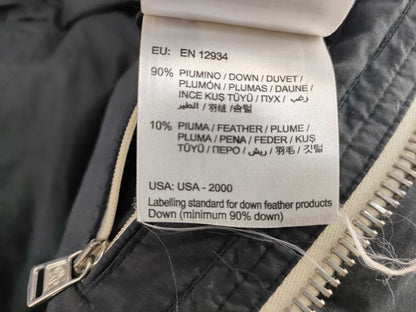 EU: EN 12934
90% PIUMINO / DOWN / DUVET /
PLUMÓN / PLUMAS / DAUNE /
INCE KUŞ TÜYÜ / ПУХ / زغب
الطير / 羽绒 / 솜털
10% PIUMA / FEATHER / PLUME /
PLUMA / PENA / FEDER / KUŞ
TÜYÜ / ПЕРО / ريش / 羽毛 / 깃털
USA: USA - 2000
Labelling standard for down feather products
Down (minimum 90% down)